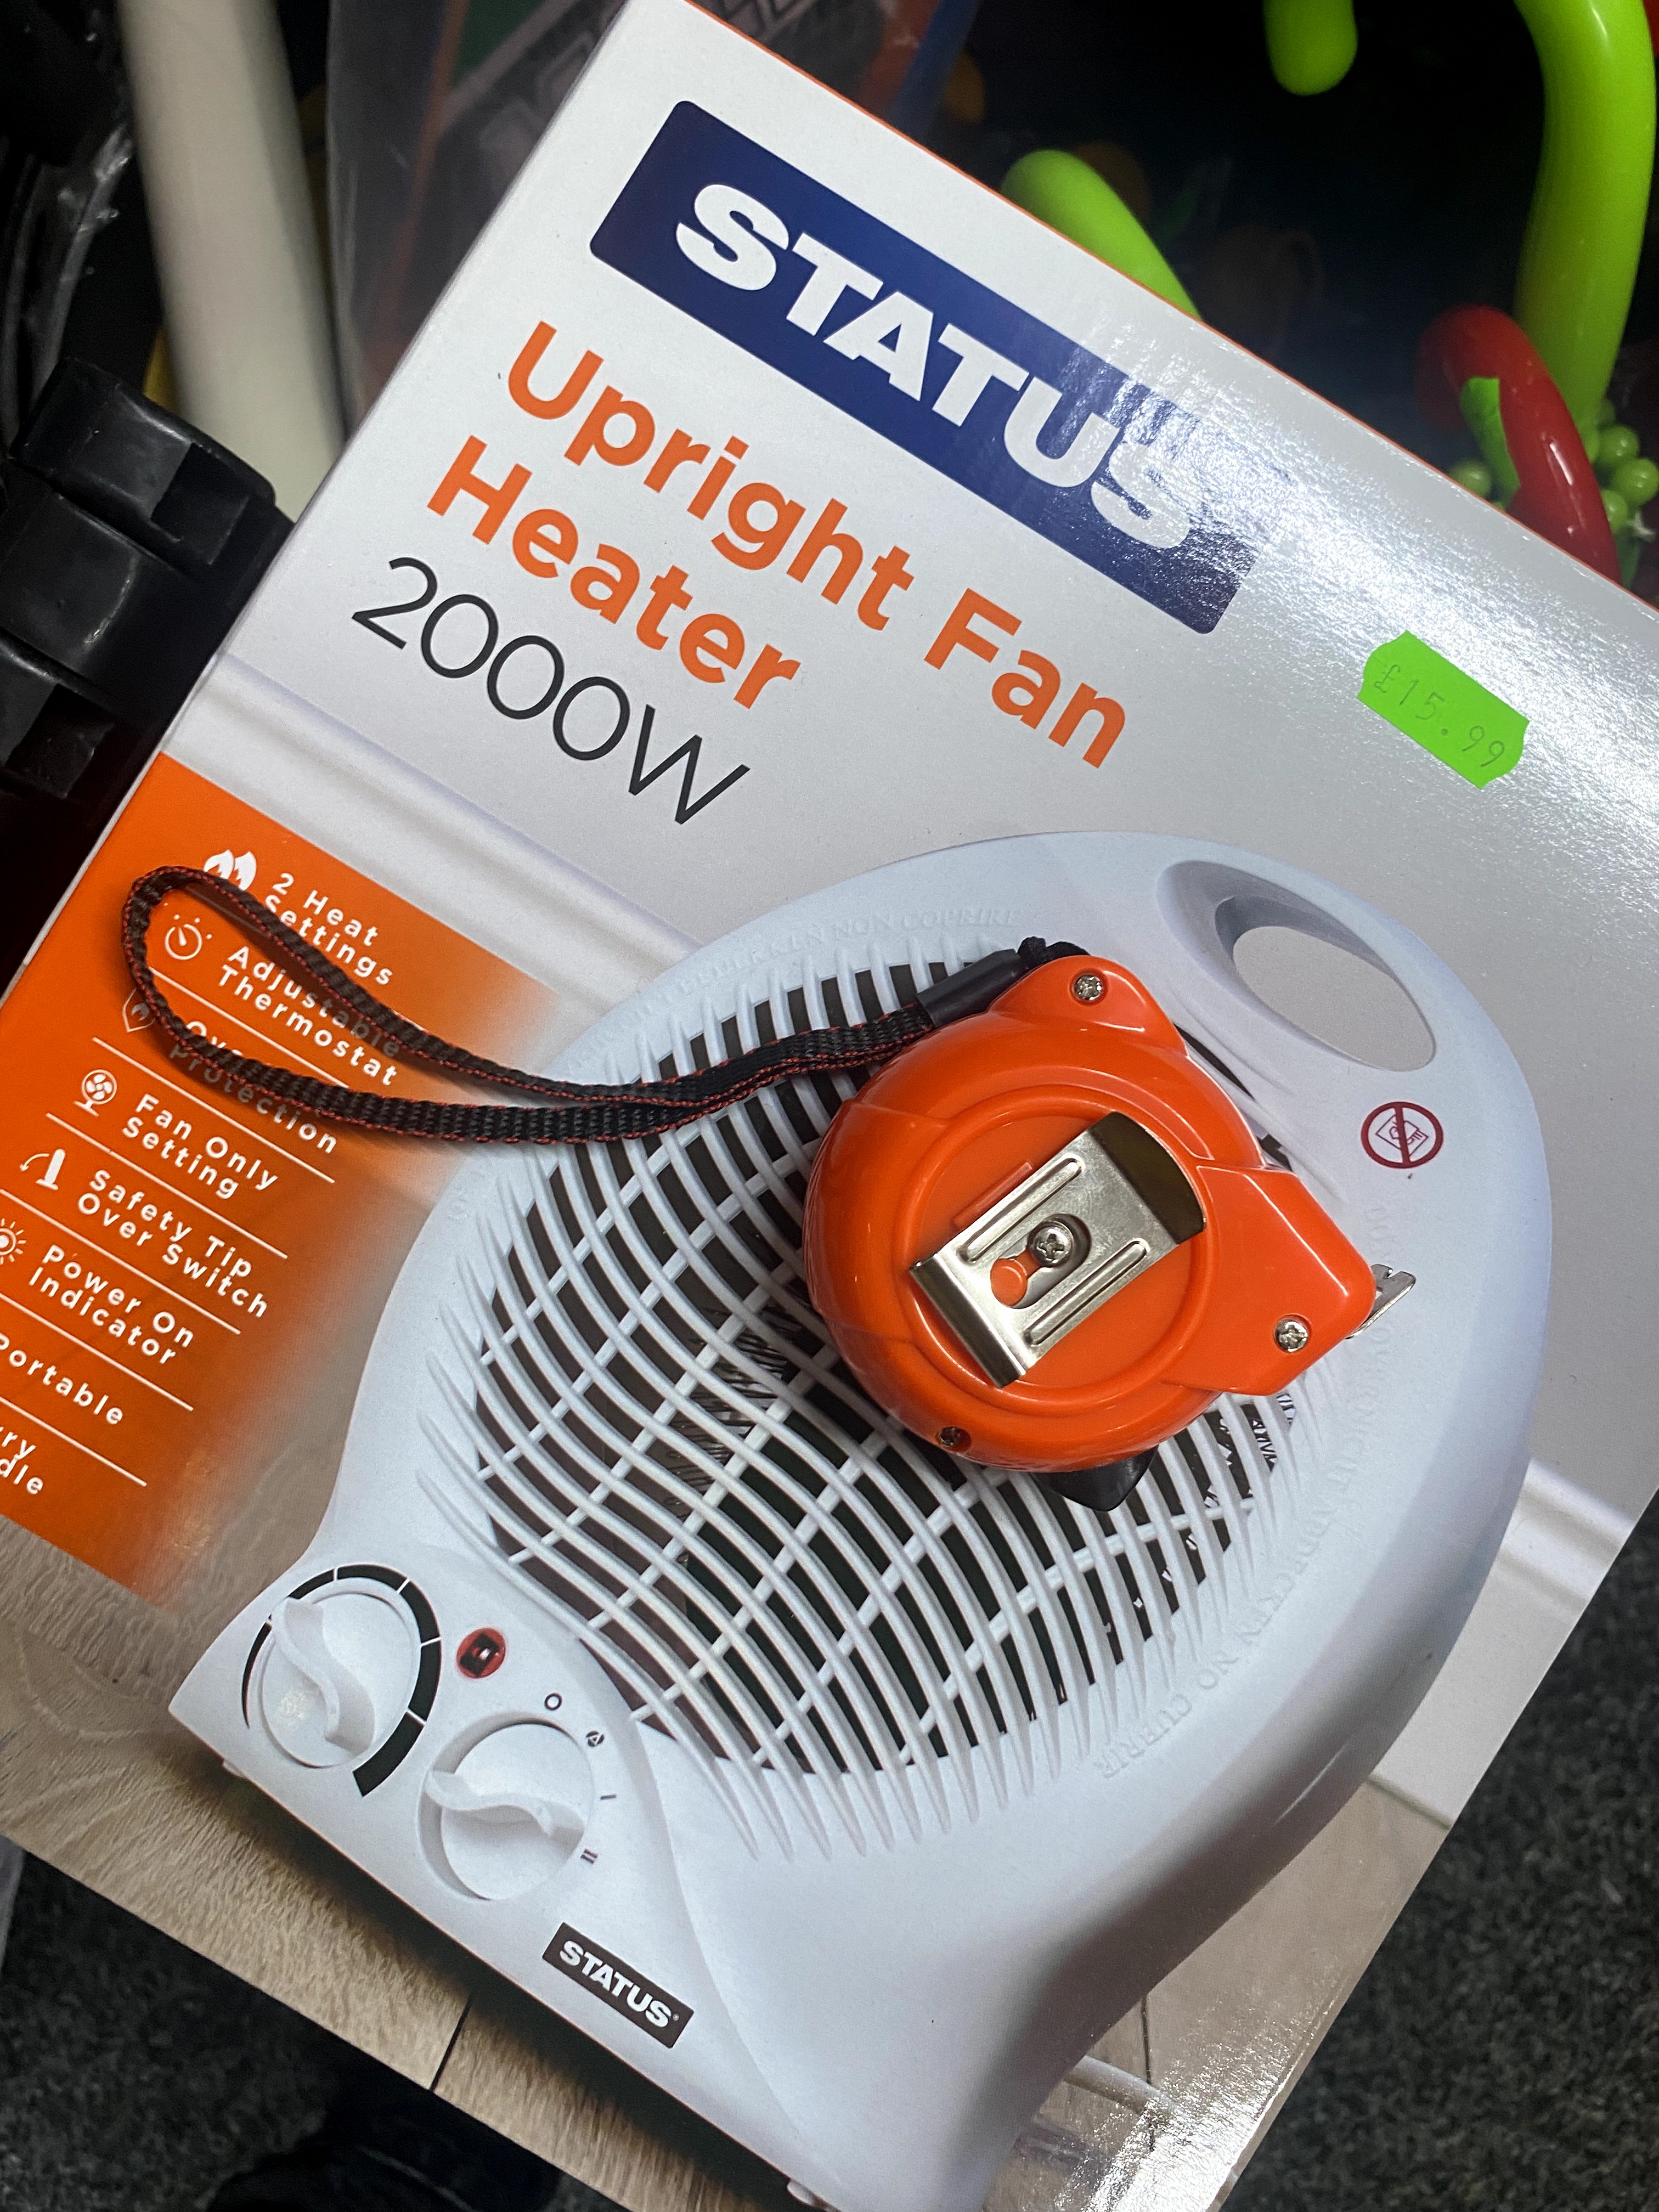 STATUS
Upright Fan
Heater
2000W
2 Heat
Settings
Adjustable
Thermostat
Protection
Fan Only
Setting
Safety Tip
Over Switch
Power On
Indicator
Portable
STATUS
O
I
II
£15.99